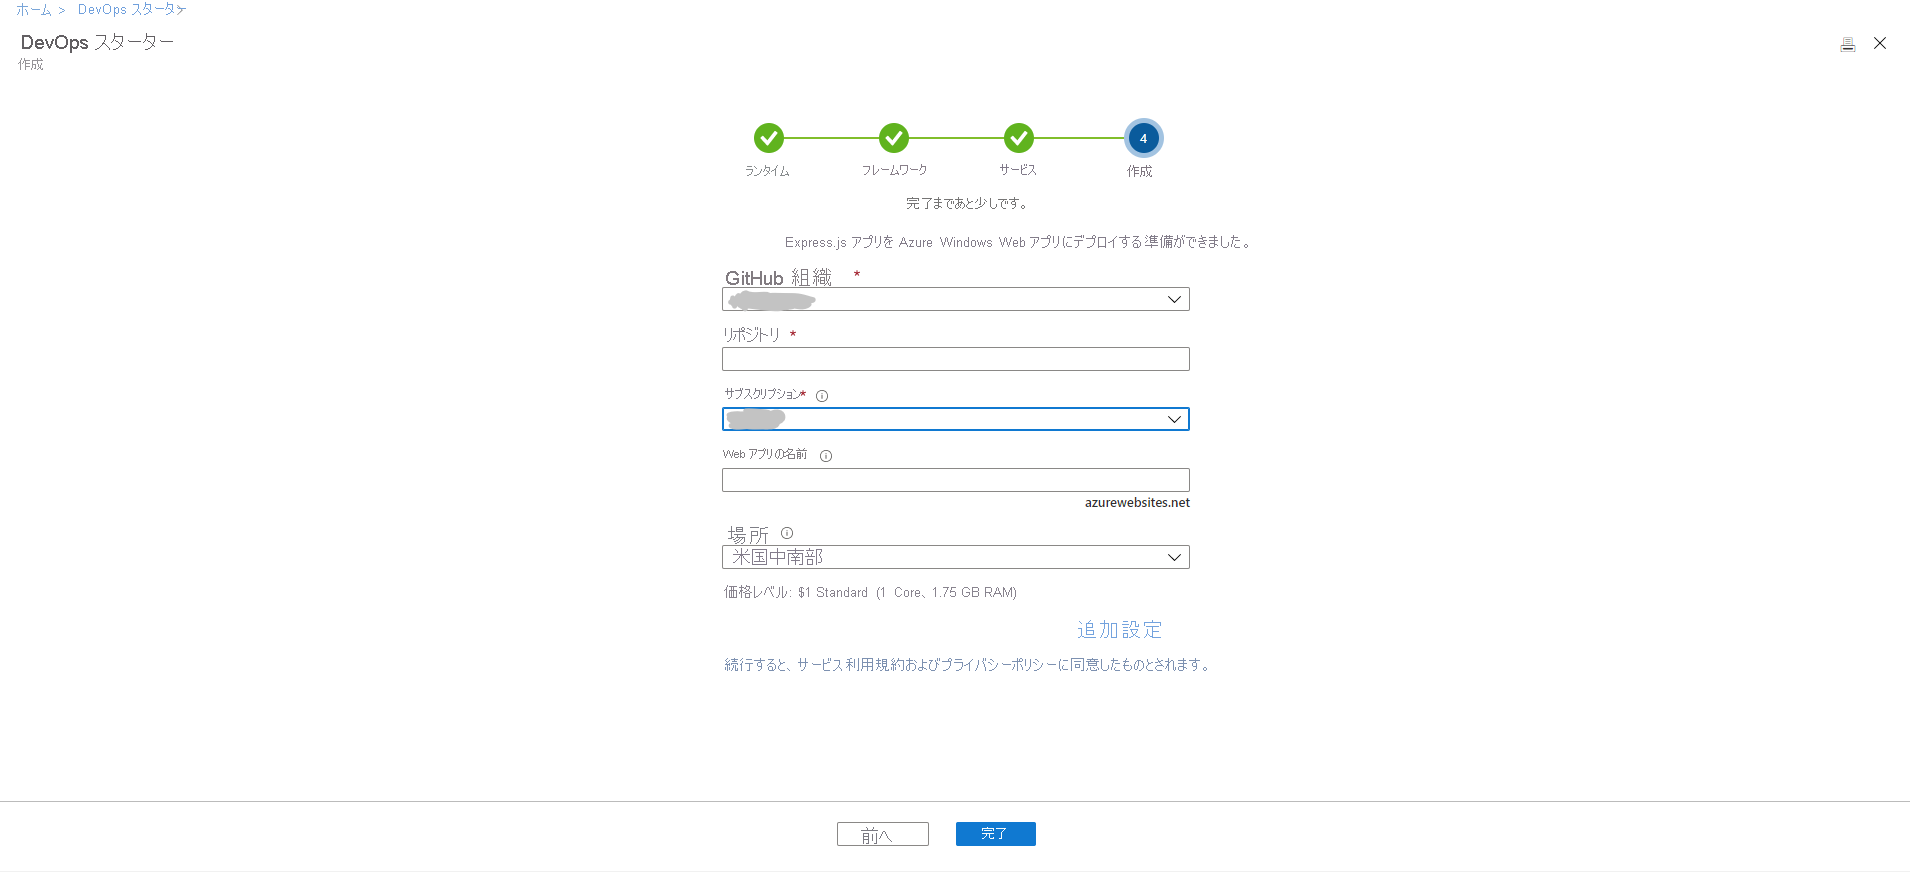 ホーム > DevOps スターター
DevOps スターター
作成
4
ランタイム フレームワーク サービス 作成
完了まであと少しです。
Express.js アプリを Azure Windows Web アプリにデプロイする準備ができました。
GitHub 組織 *
リポジトリ *
サブスクリプション*
Web アプリの名前
azurewebsites.net
場所
米国中南部
価格レベル: $1 Standard (1 Core、1.75 GB RAM)
追加設定
続行すると、サービス利用規約およびプライバシーポリシーに同意したものとされます。
前へ 完了